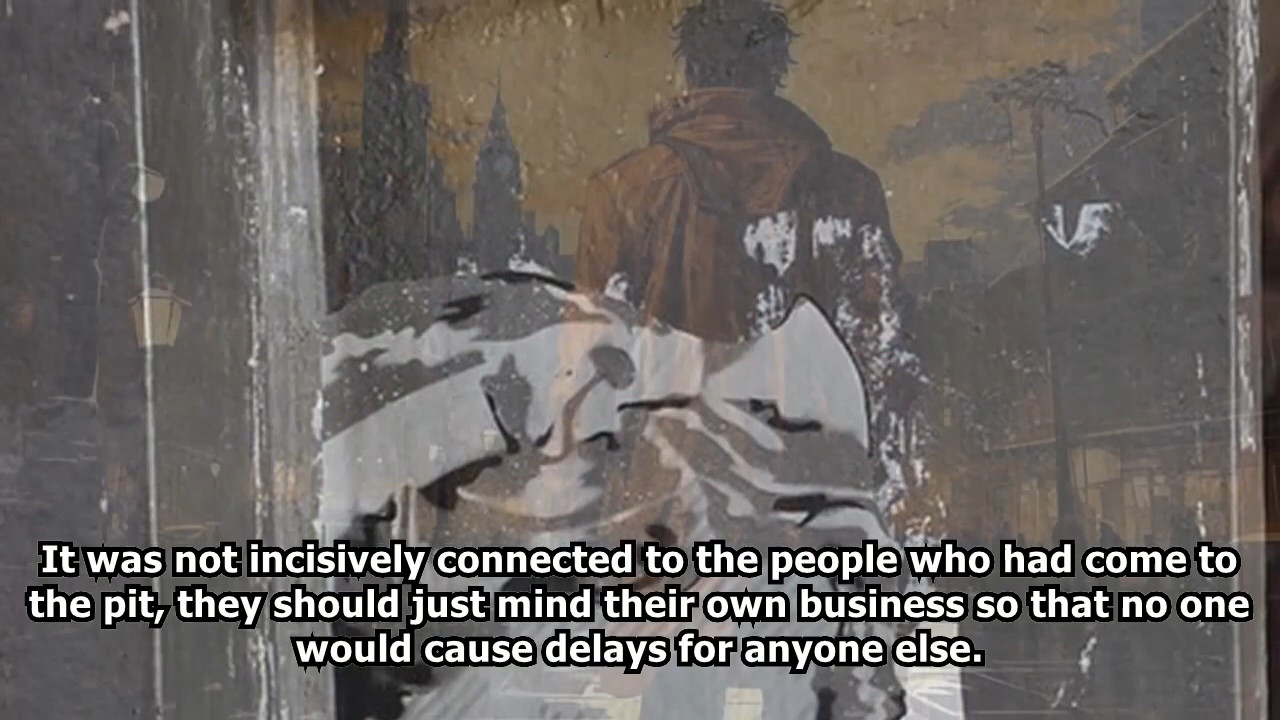 It was not incisively connected to the people who had come to
the pit, they should just mind their own business so that no one
would cause delays for anyone else.